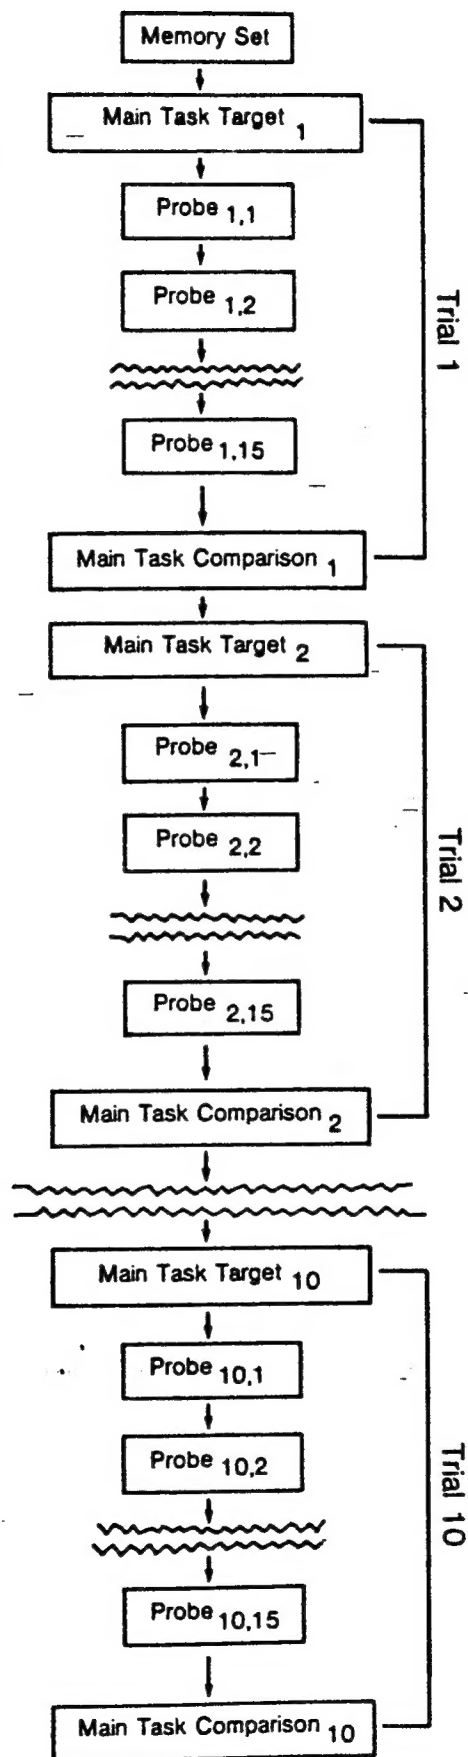 Memory Set
Main Task Target 1
Probe 1,1
Probe 1,2
Probe 1,15
Main Task Comparison 1
Trial 1
Main Task Target 2
Probe 2,1
Probe 2,2
Probe 2,15
Main Task Comparison 2
Trial 2
Main Task Target 10
Probe 10,1
Probe 10,2
Probe 10,15
Main Task Comparison 10
Trial 10